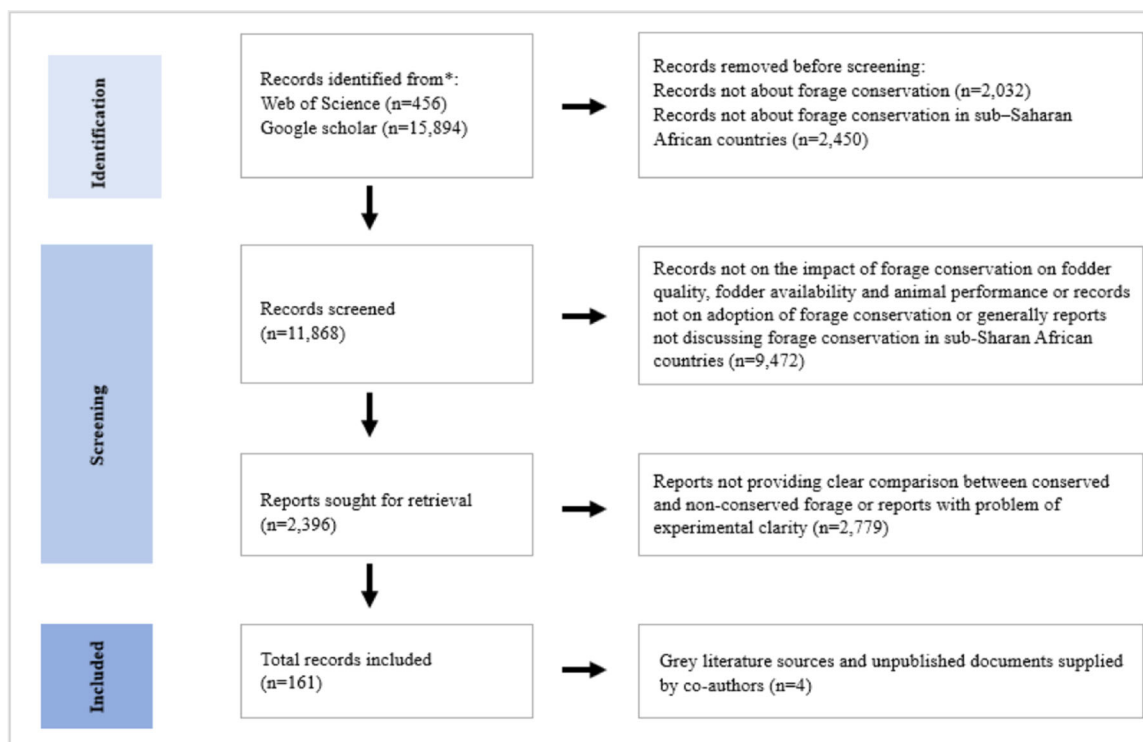 Identification
Records identified from*:
Web of Science (n=456)
Google scholar (n=15,894)
Records removed before screening:
Records not about forage conservation (n=2,032)
Records not about forage conservation in sub–Saharan
African countries (n=2,450)
Screening
Records screened
(n=11,868)
Records not on the impact of forage conservation on fodder
quality, fodder availability and animal performance or records
not on adoption of forage conservation or generally reports
not discussing forage conservation in sub-Sharan African
countries (n=9,472)
Reports sought for retrieval
(n=2,396)
Reports not providing clear comparison between conserved
and non-conserved forage or reports with problem of
experimental clarity (n=2,779)
Included
Total records included
(n=161)
Grey literature sources and unpublished documents supplied
by co-authors (n=4)